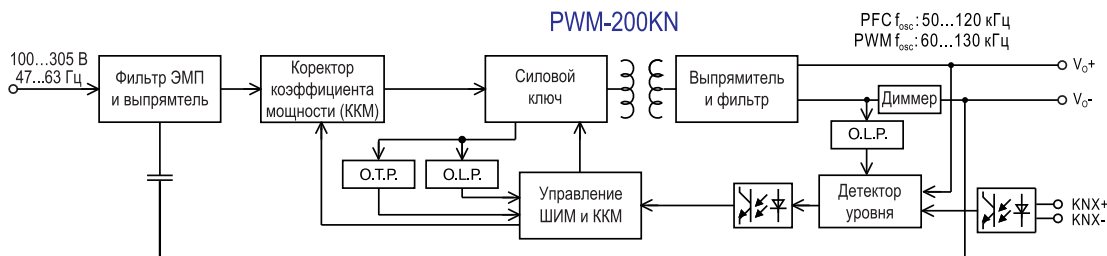 PWM-200KN
PFC fosc: 50...120 кГц
PWM fosc: 60...130 кГц
100...305 В
47...63 Гц
Фильтр ЭМП
и выпрямтель
Коректор
коэффициента
мощности (ККМ)
Силовой
ключ
Выпрямитель
и фильтр
Vo+
Диммер
Vo-
O.L.P.
O.T.P.
O.L.P.
Управление
ШИМ и ККМ
Детектор
уровня
KNX+
KNX-